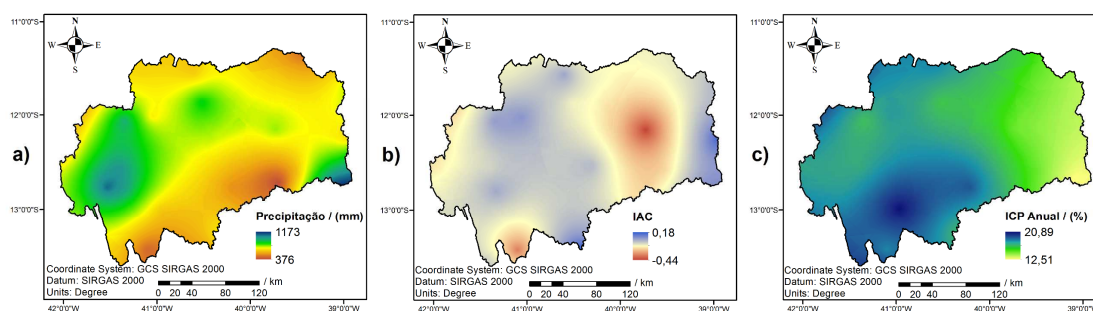 11°0'0"S
12°0'0"S
13°0'0"S
N
W E
S
a)
Precipitação / (mm)
1173
376
Coordinate System: GCS SIRGAS 2000
Datum: SIRGAS 2000
Units: Degree
/ km
0 20 40 80 120
42°0'0"W 41°0'0"W 40°0'0"W 39°0'0"W
11°0'0"S
12°0'0"S
13°0'0"S
N
W E
S
b)
IAC
0,18
-0,44
Coordinate System: GCS SIRGAS 2000
Datum: SIRGAS 2000
Units: Degree
/ km
0 20 40 80 120
42°0'0"W 41°0'0"W 40°0'0"W 39°0'0"W
11°0'0"S
12°0'0"S
13°0'0"S
N
W E
S
c)
ICP Anual / (%)
20,89
12,51
Coordinate System: GCS SIRGAS 2000
Datum: SIRGAS 2000
Units: Degree
/ km
0 20 40 80 120
42°0'0"W 41°0'0"W 40°0'0"W 39°0'0"W